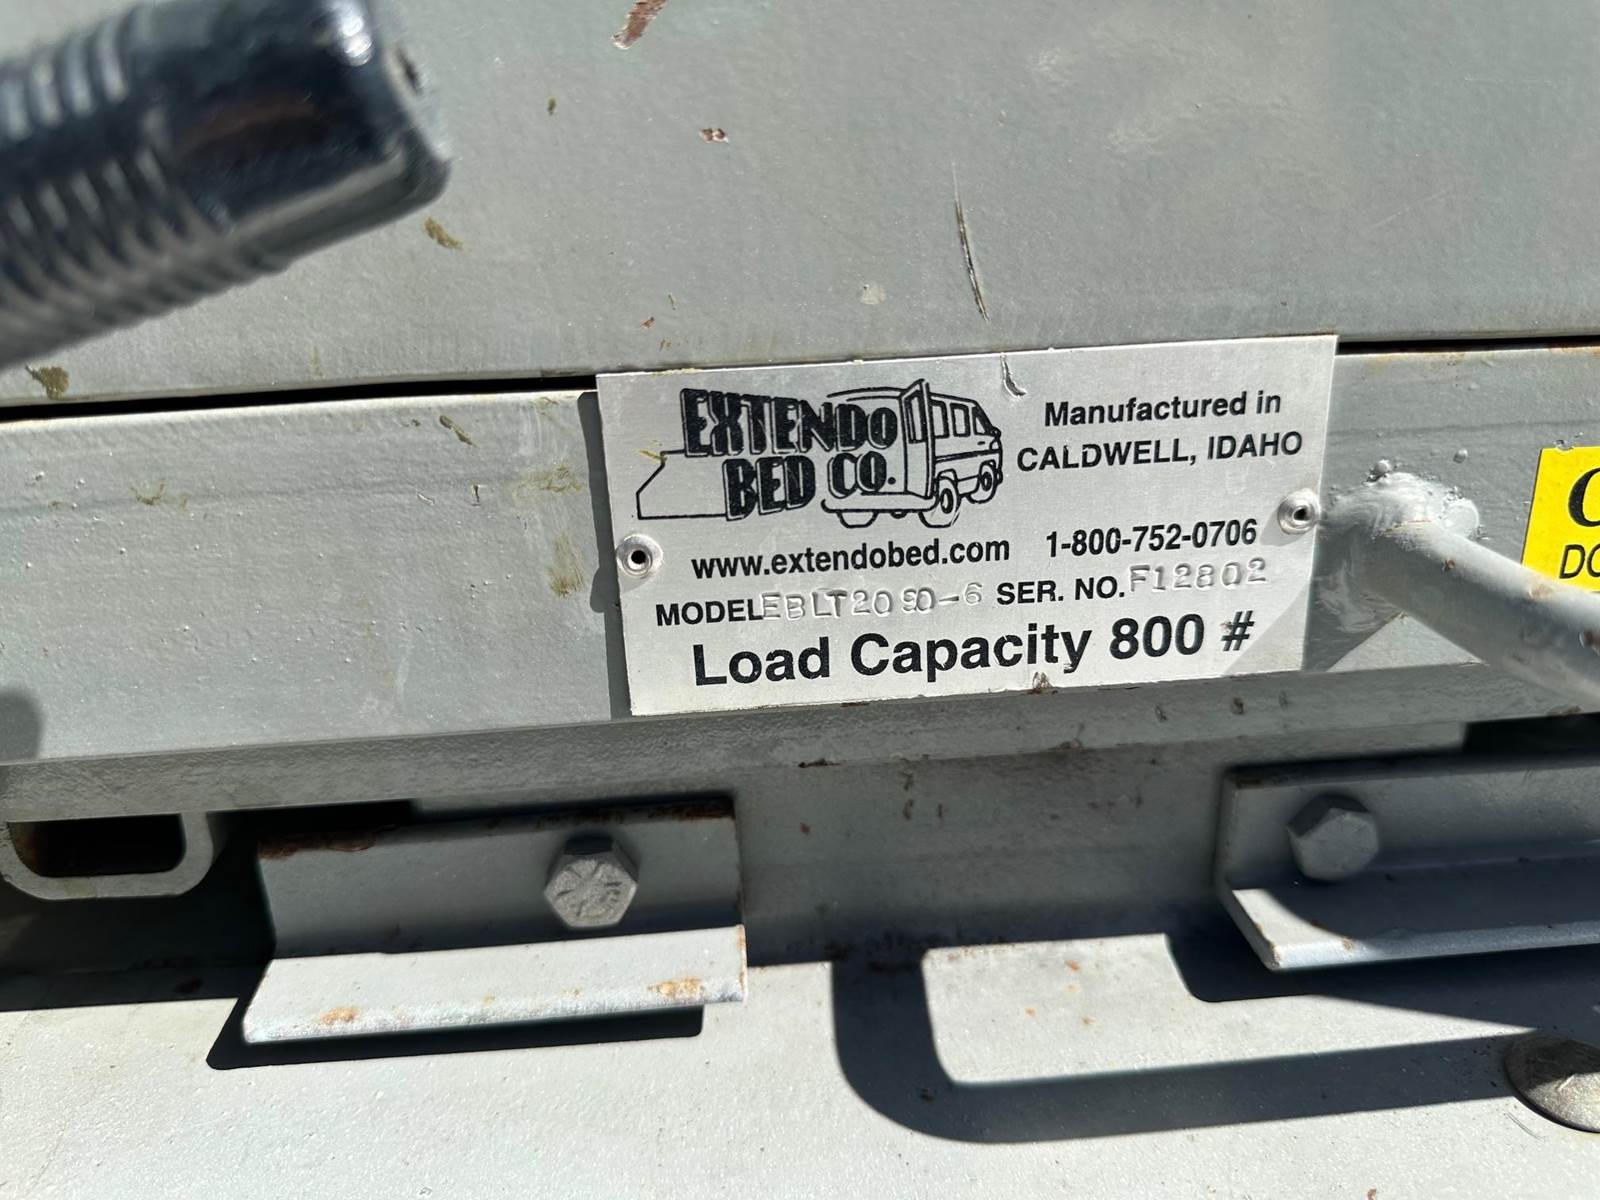 EXTENDO
BED CO.
Manufactured in
CALDWELL, IDAHO
www.extendobed.com 1-800-752-0706
MODEL EBLT2090-6 SER. NO. F12802
Load Capacity 800 #